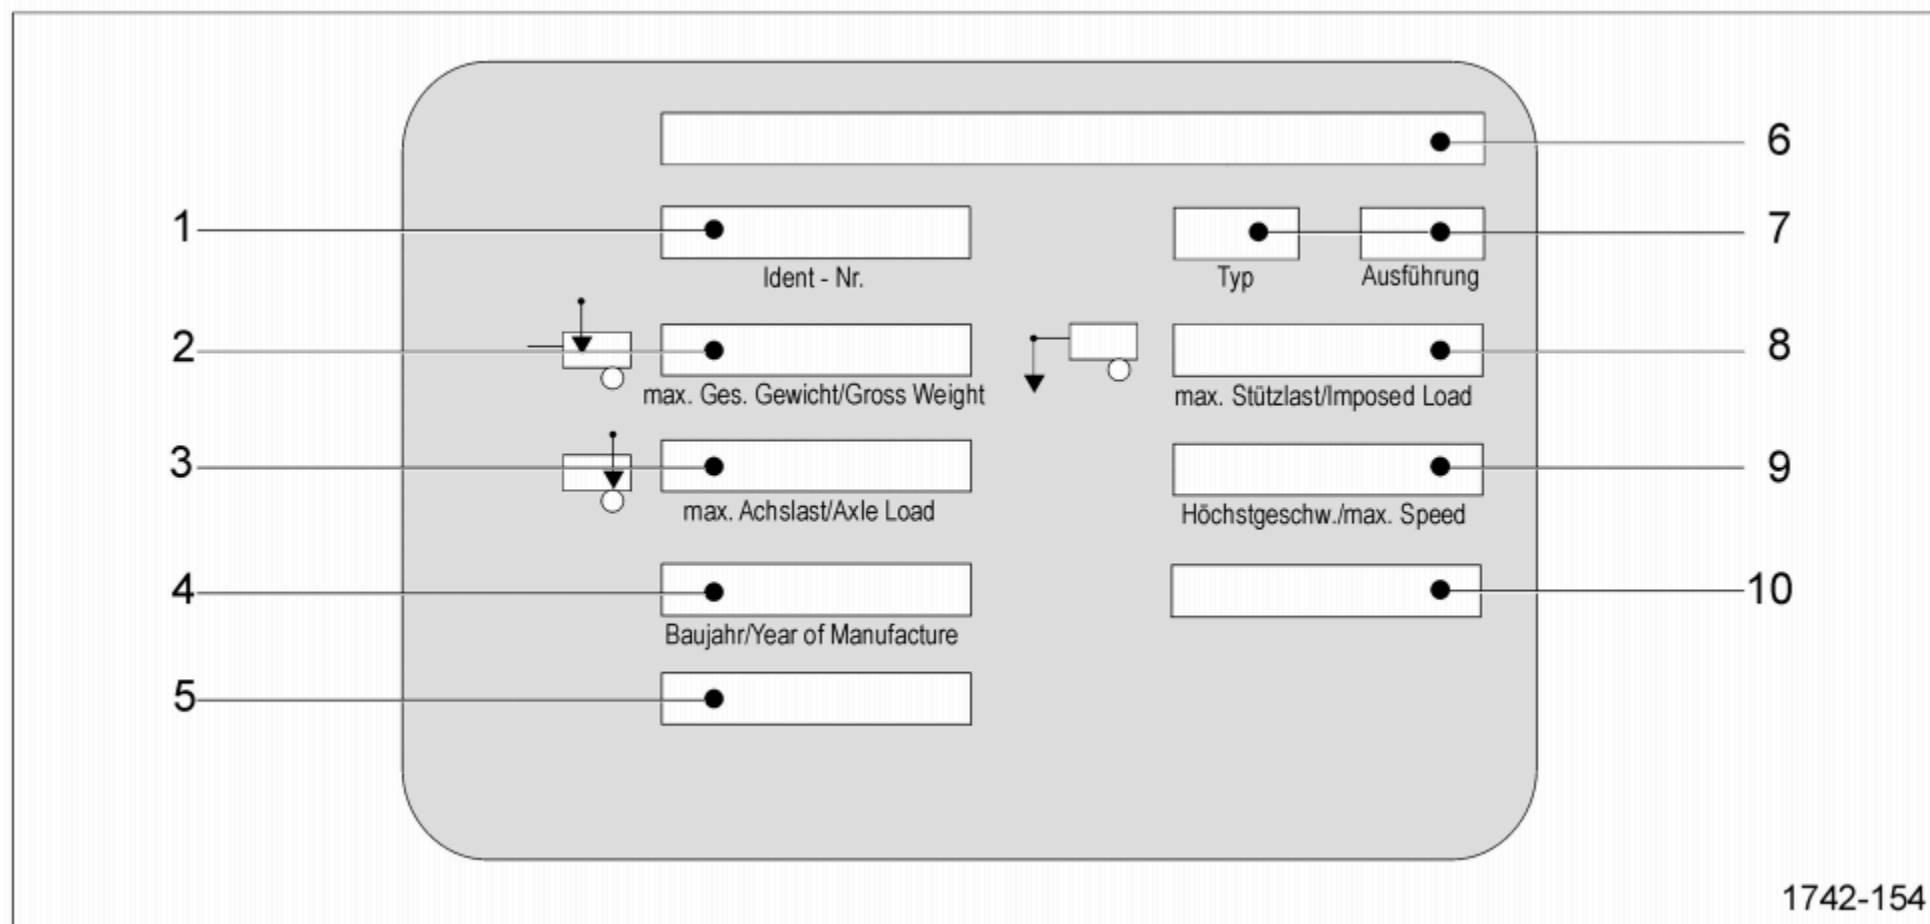 6
1
7
Ident - Nr.
Typ
Ausführung
2
8
max. Ges. Gewicht/Gross Weight
max. Stützlast/Imposed Load
3
9
max. Achslast/Axle Load
Höchstgeschw./max. Speed
4
10
Baujahr/Year of Manufacture
5
1742-154